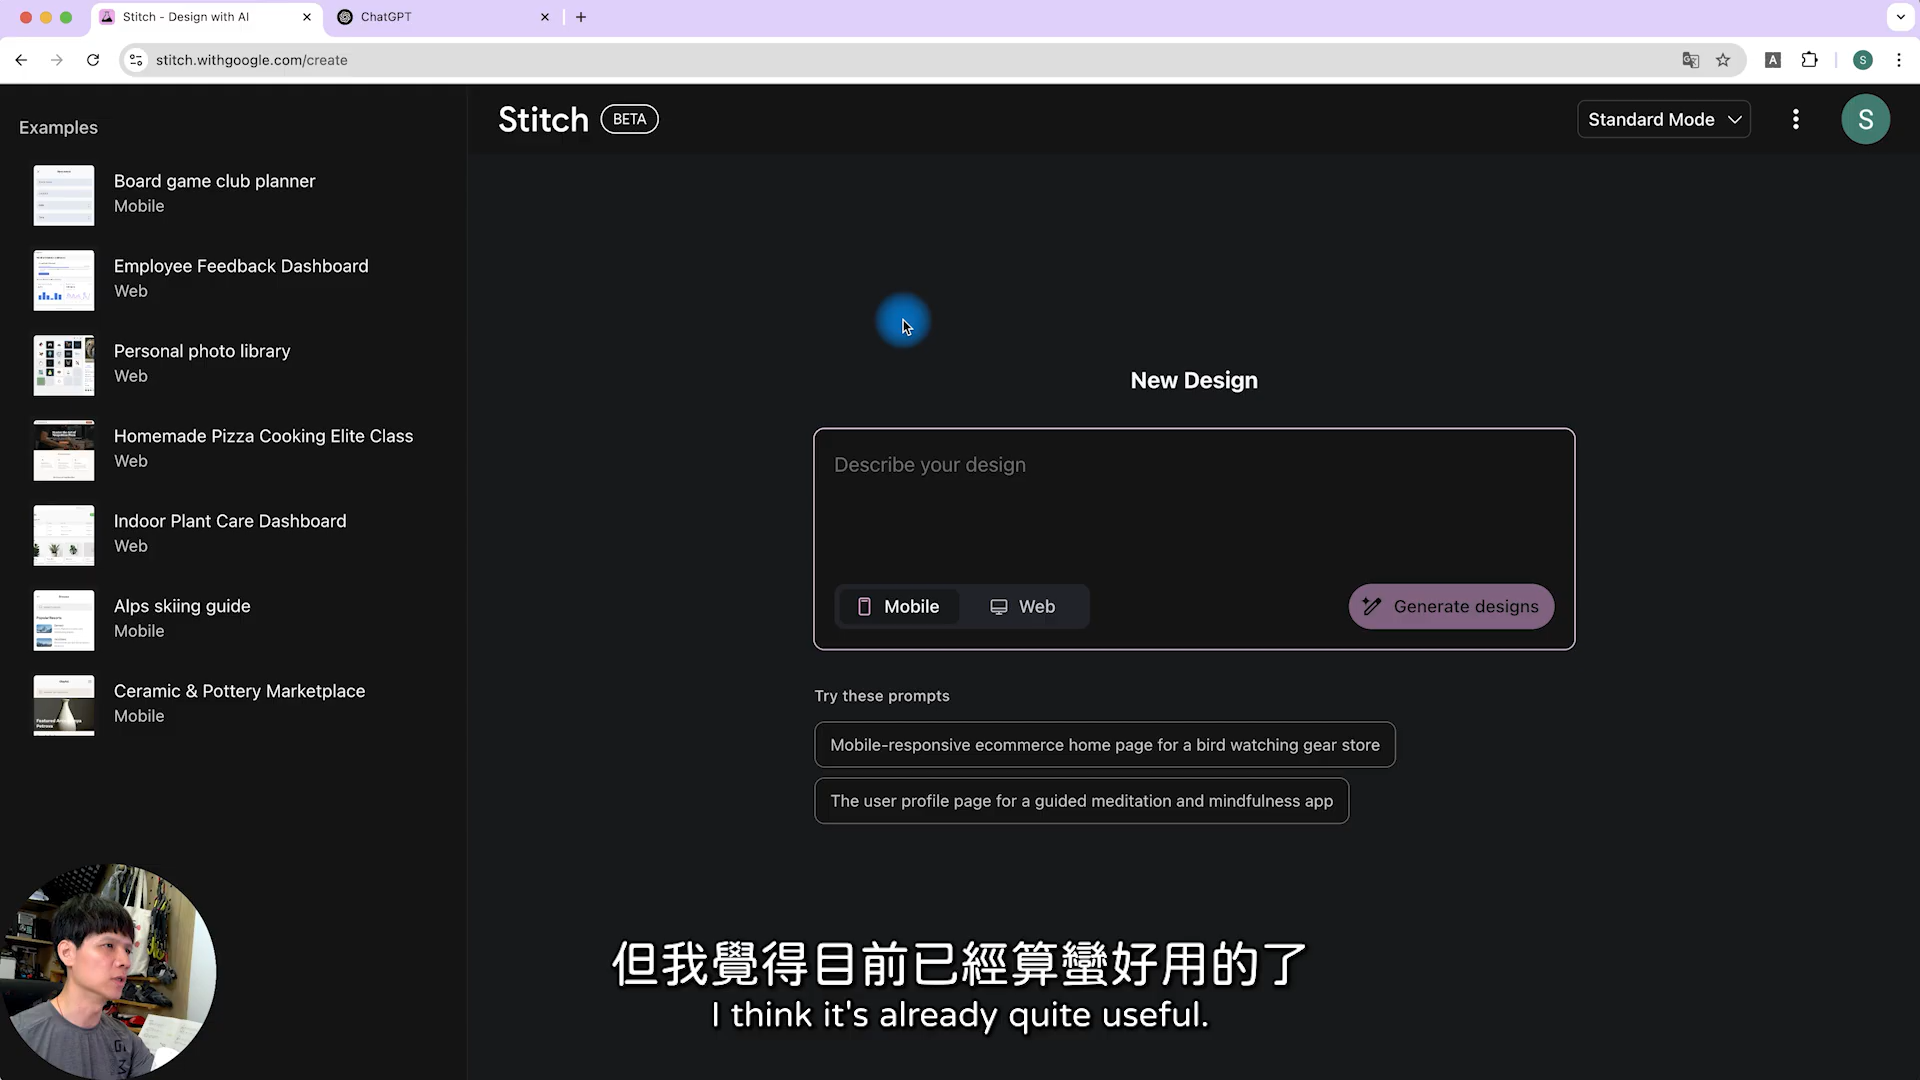 Stitch - Design with AI
ChatGPT
stitch.withgoogle.com/create
A
S
Examples
Board game club planner
Mobile
Employee Feedback Dashboard
Web
Personal photo library
Web
Homemade Pizza Cooking Elite Class
Web
Indoor Plant Care Dashboard
Web
Alps skiing guide
Mobile
Ceramic & Pottery Marketplace
Mobile
Stitch BETA
Standard Mode
S
New Design
Describe your design
Mobile
Web
Generate designs
Try these prompts
Mobile-responsive ecommerce home page for a bird watching gear store
The user profile page for a guided meditation and mindfulness app
但我覺得目前已經算蠻好用的了
I think it's already quite useful.